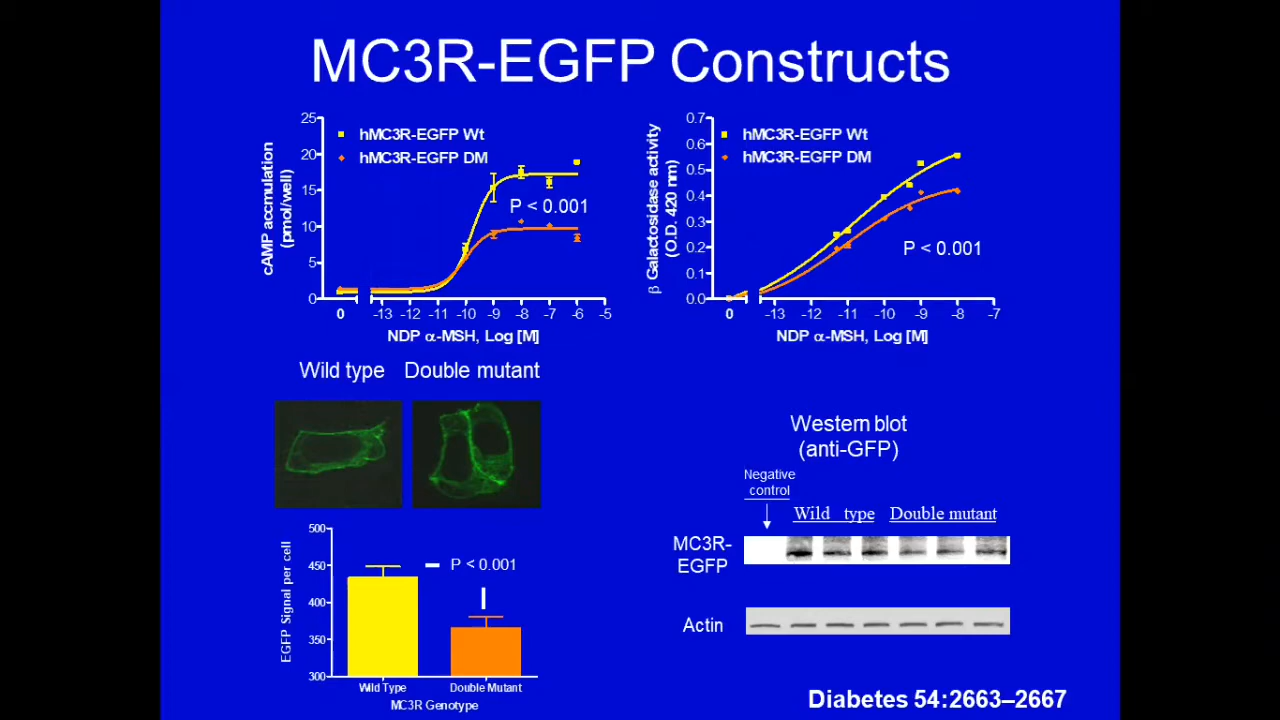 MC3R-EGFP Constructs
25
20
15
10
5
0
cAMP accmulation
(pmol/well)
hMC3R-EGFP Wt
hMC3R-EGFP DM
P < 0.001
0 -13 -12 -11 -10 -9 -8 -7 -6 -5
NDP α-MSH, Log [M]
0.7
0.6
0.5
0.4
0.3
0.2
0.1
0.0
β Galactosidase activity
(O.D. 420 nm)
hMC3R-EGFP Wt
hMC3R-EGFP DM
P < 0.001
0 -13 -12 -11 -10 -9 -8 -7
NDP α-MSH, Log [M]
Wild type Double mutant
500
450
400
350
300
EGFP Signal per cell
P < 0.001
Wild Type Double Mutant
MC3R Genotype
Western blot
(anti-GFP)
Negative
control
Wild type Double mutant
MC3R-
EGFP
Actin
Diabetes 54:2663–2667